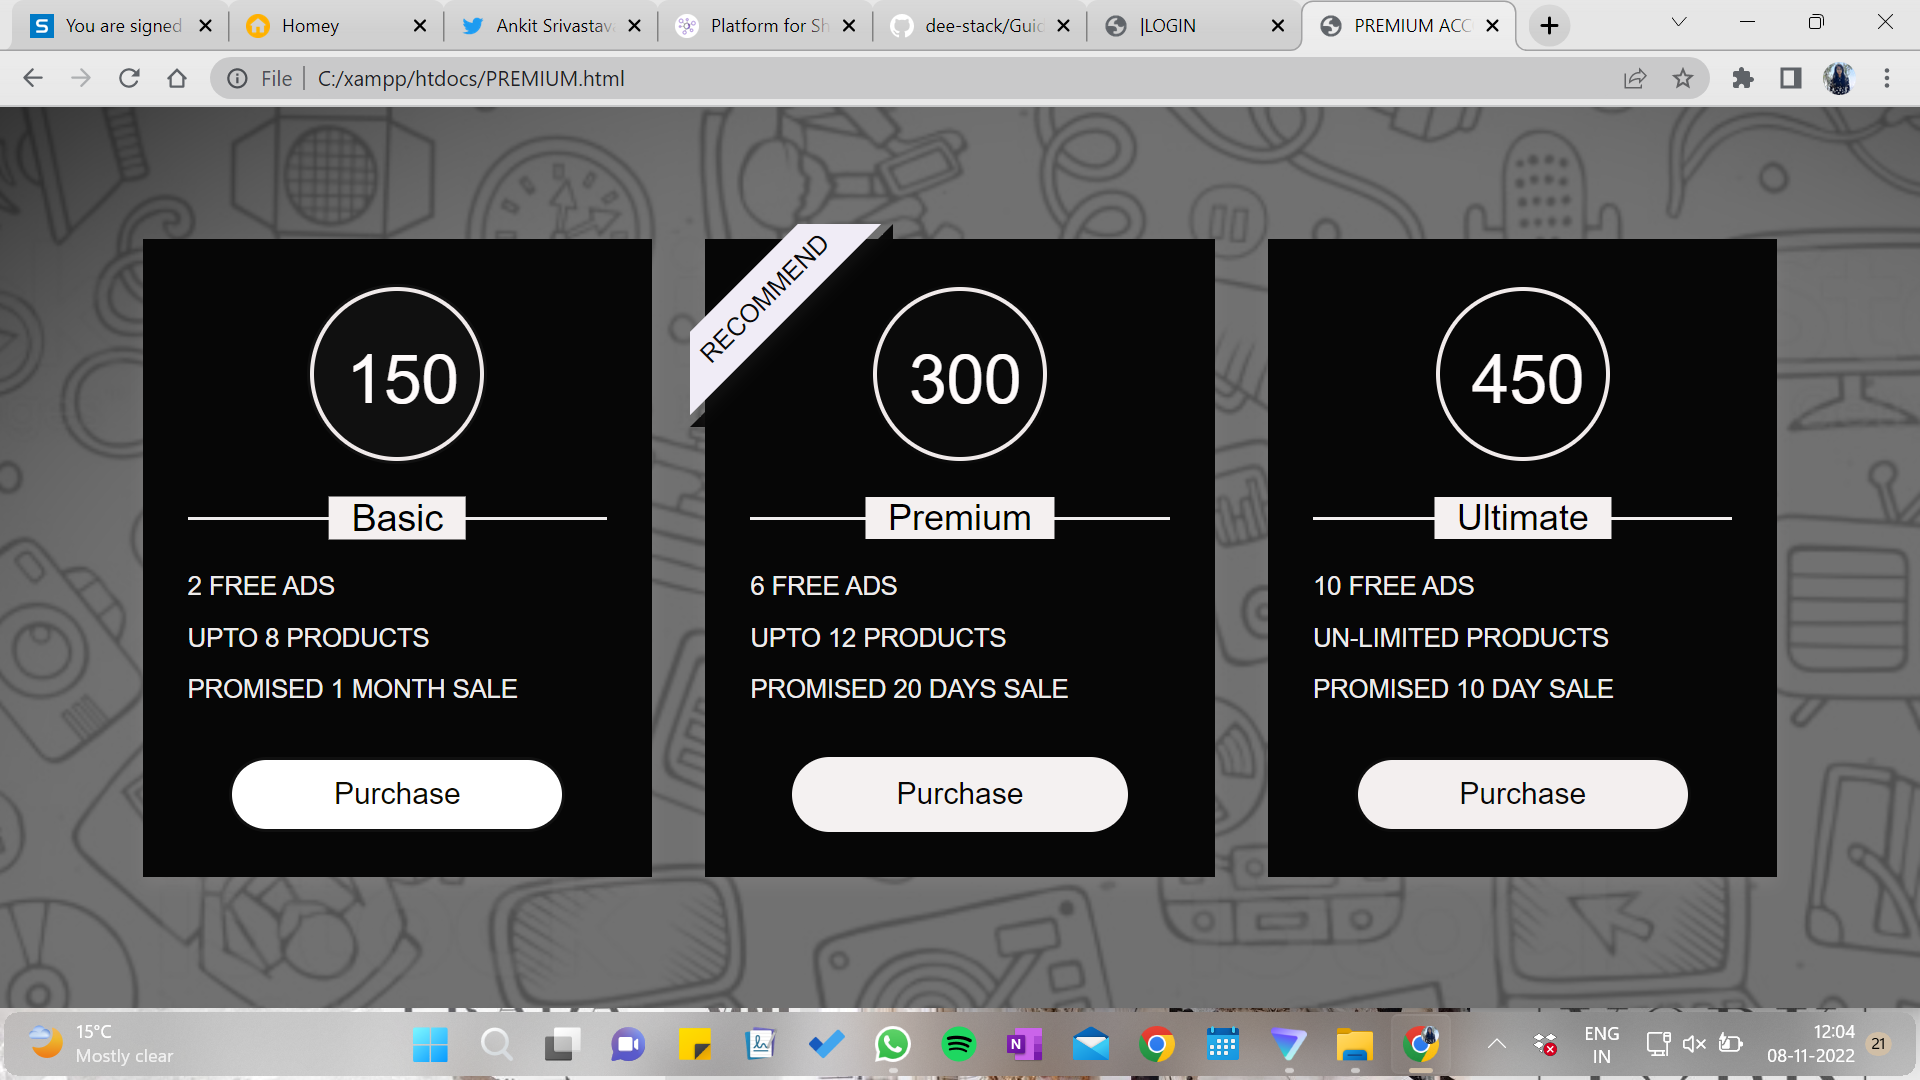 You are signed
Homey
Ankit Srivastav
Platform for Sh
dee-stack/Guid
|LOGIN
PREMIUM ACC
File
C:/xampp/htdocs/PREMIUM.html
RECOMMEND
150
Basic
2 FREE ADS
UPTO 8 PRODUCTS
PROMISED 1 MONTH SALE
Purchase
300
Premium
6 FREE ADS
UPTO 12 PRODUCTS
PROMISED 20 DAYS SALE
Purchase
450
Ultimate
10 FREE ADS
UN-LIMITED PRODUCTS
PROMISED 10 DAY SALE
Purchase
15°C
Mostly clear
ENG
IN
12:04
08-11-2022
21